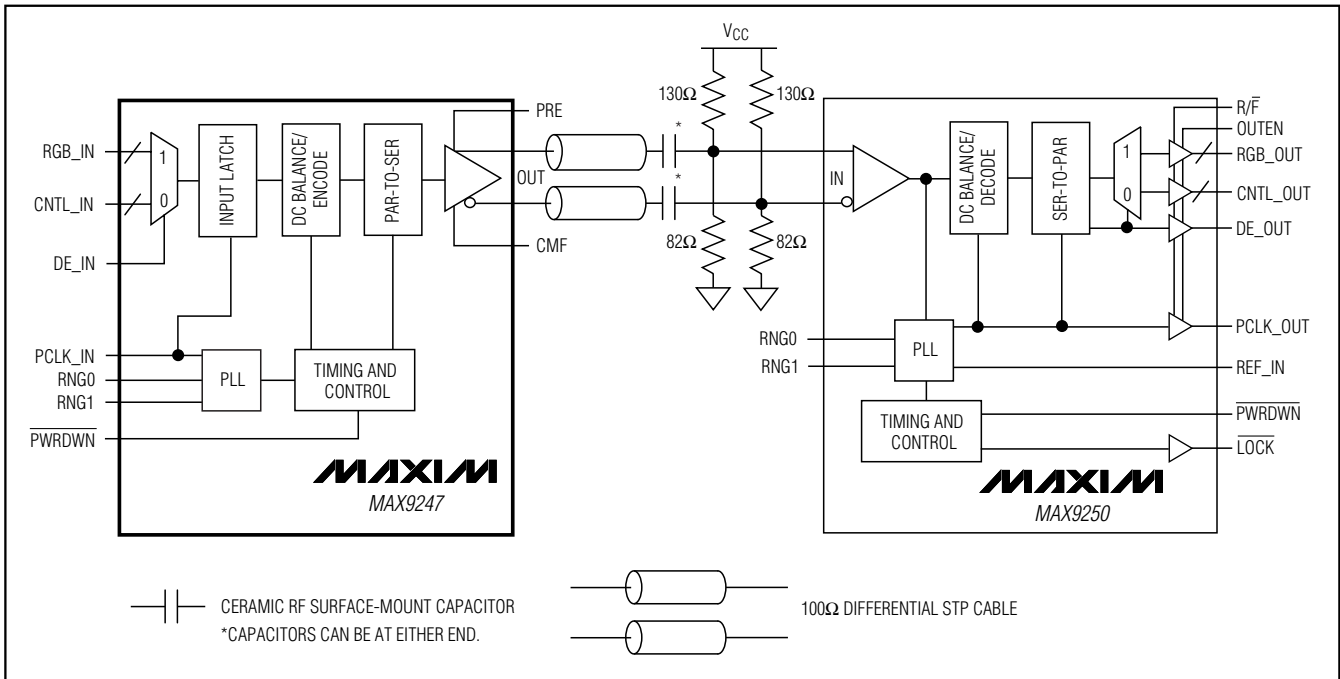 VCC
130Ω
130Ω
*
*
82Ω
82Ω
RGB_IN
CNTL_IN
DE_IN
PCLK_IN
RNG0
RNG1
PWRDWN
1
0
INPUT LATCH
DC BALANCE/
ENCODE
PAR-TO-SER
PLL
TIMING AND
CONTROL
PRE
OUT
CMF
MAXIM
MAX9247
IN
DC BALANCE/
DECODE
SER-TO-PAR
1
0
R/F
OUTEN
RGB_OUT
CNTL_OUT
DE_OUT
PCLK_OUT
RNG0
RNG1
PLL
REF_IN
TIMING AND
CONTROL
PWRDWN
LOCK
MAXIM
MAX9250
CERAMIC RF SURFACE-MOUNT CAPACITOR
*CAPACITORS CAN BE AT EITHER END.
100Ω DIFFERENTIAL STP CABLE